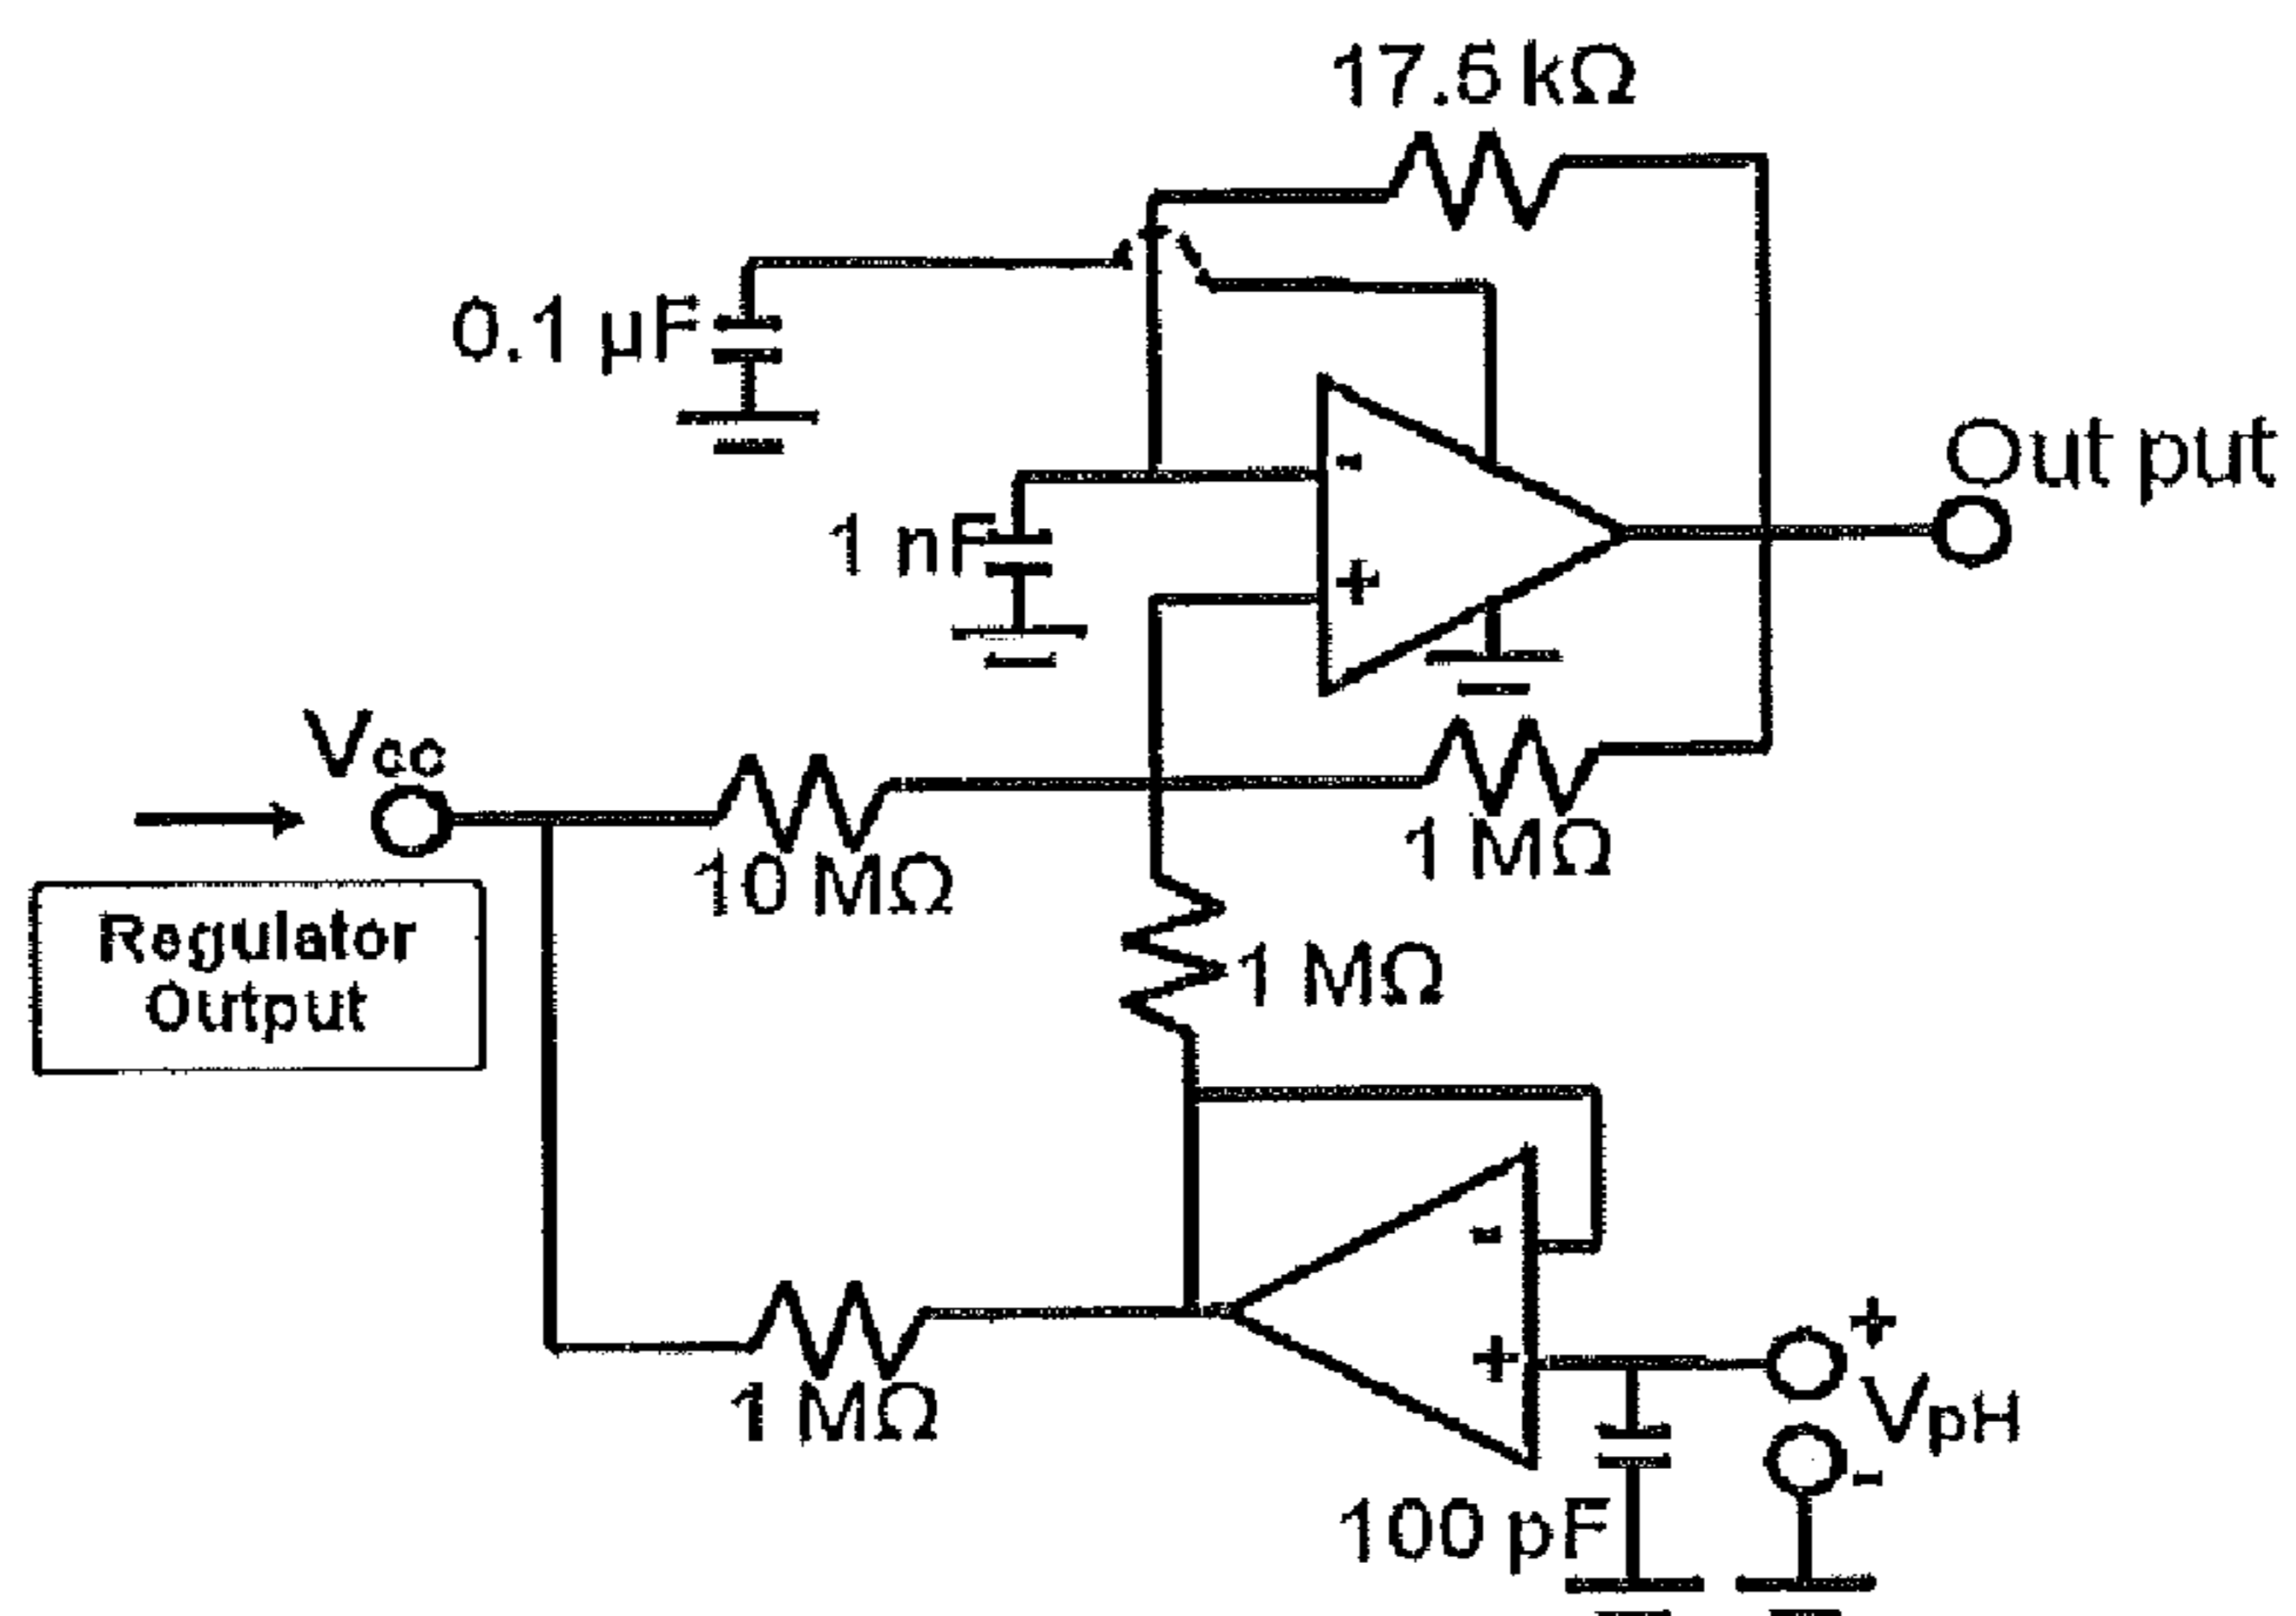 17.5 kΩ
0.1 µF
Out put
-
1 nF
+
Vcc
10 MΩ
1 MΩ
Regulator
Output
1 MΩ
-
+
+
1 MΩ
VpH
-
100 pF